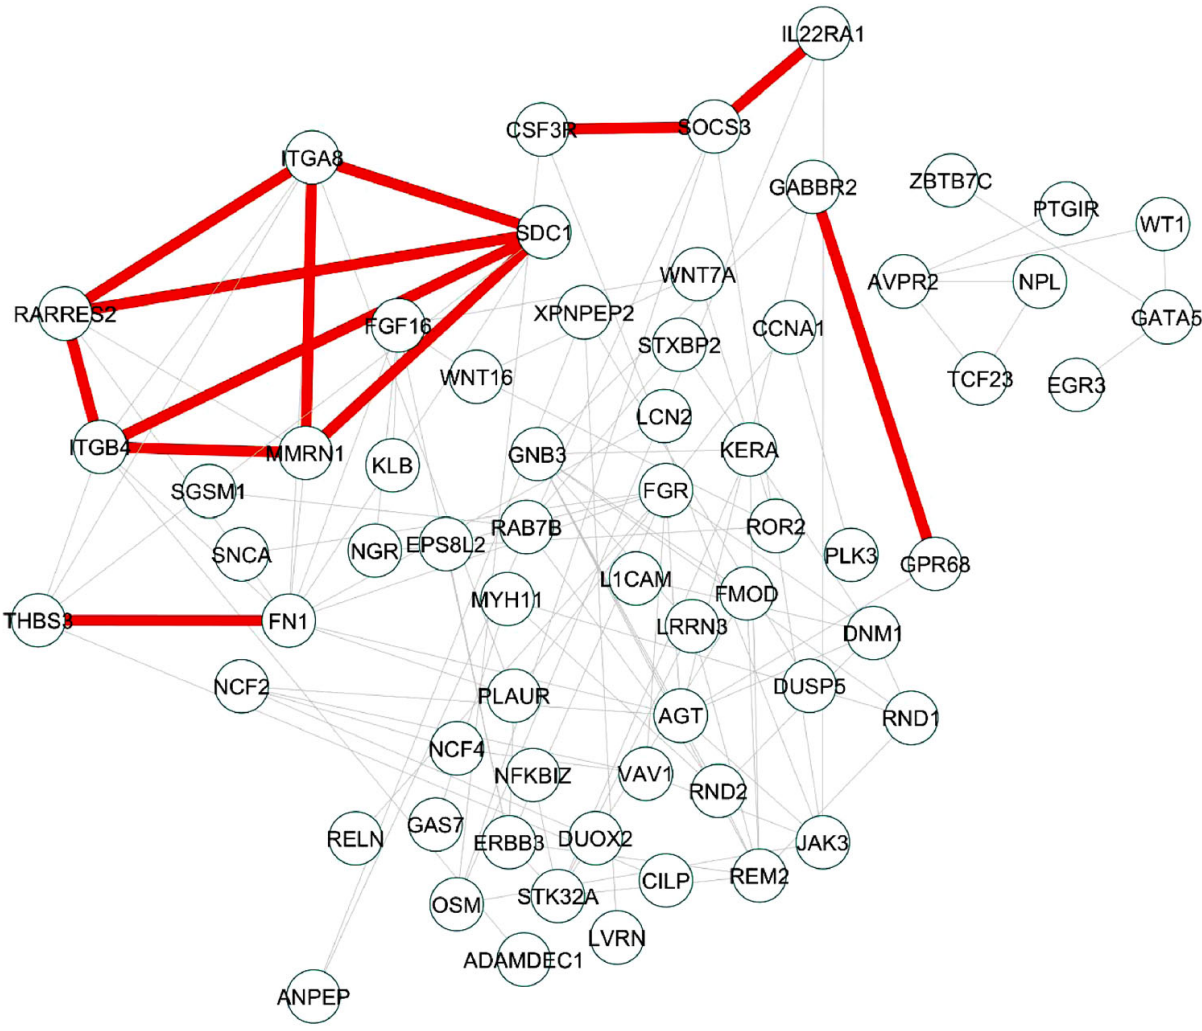 IL22RA1
CSF3R
SOCS3
ITGA8
GABBR2
ZBTB7C
PTGIR
WT1
SDC1
WNT7A
AVPR2
NPL
RARRES2
FGF16
XPNPEP2
CCNA1
GATA5
STXBP2
WNT16
TCF23
EGR3
LCN2
ITGB4
MMRN1
KLB
GNB3
KERA
SGSM1
FGR
RAB7B
ROR2
SNCA
NGR
EPS8L2
PLK3
GPR68
L1CAM
MYH11
FMOD
THBS3
FN1
LRRN3
DNM1
NCF2
PLAUR
DUSP5
AGT
RND1
NCF4
NFKBIZ
VAV1
RND2
RELN
GAS7
ERBB3
DUOX2
JAK3
CILP
REM2
OSM
STK32A
LVRN
ADAMDEC1
ANPEP